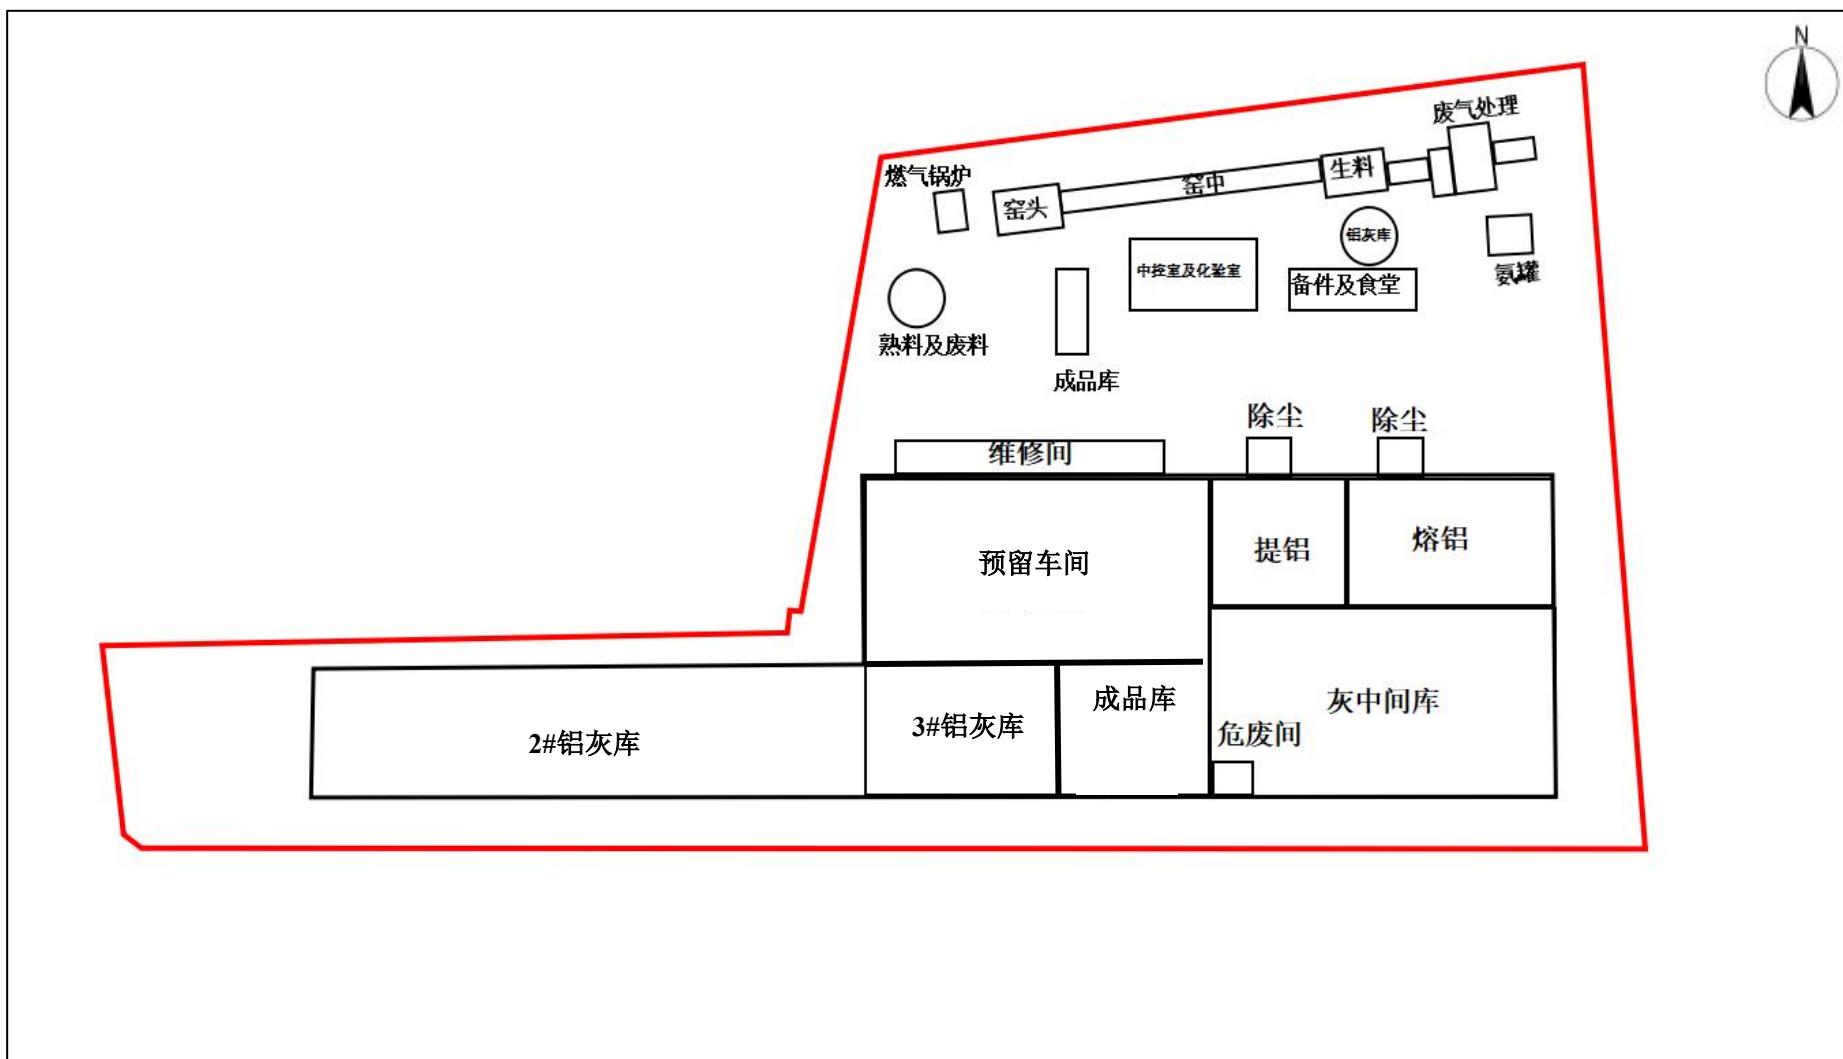 N
废气处理
生料
燃气锅炉
窑中
窑头
铝灰库
中控室及化验室
氨罐
备件及食堂
熟料及废料
成品库
除尘
除尘
维修间
熔铝
提铝
预留车间
成品库
灰中间库
3#铝灰库
危废间
2#铝灰库